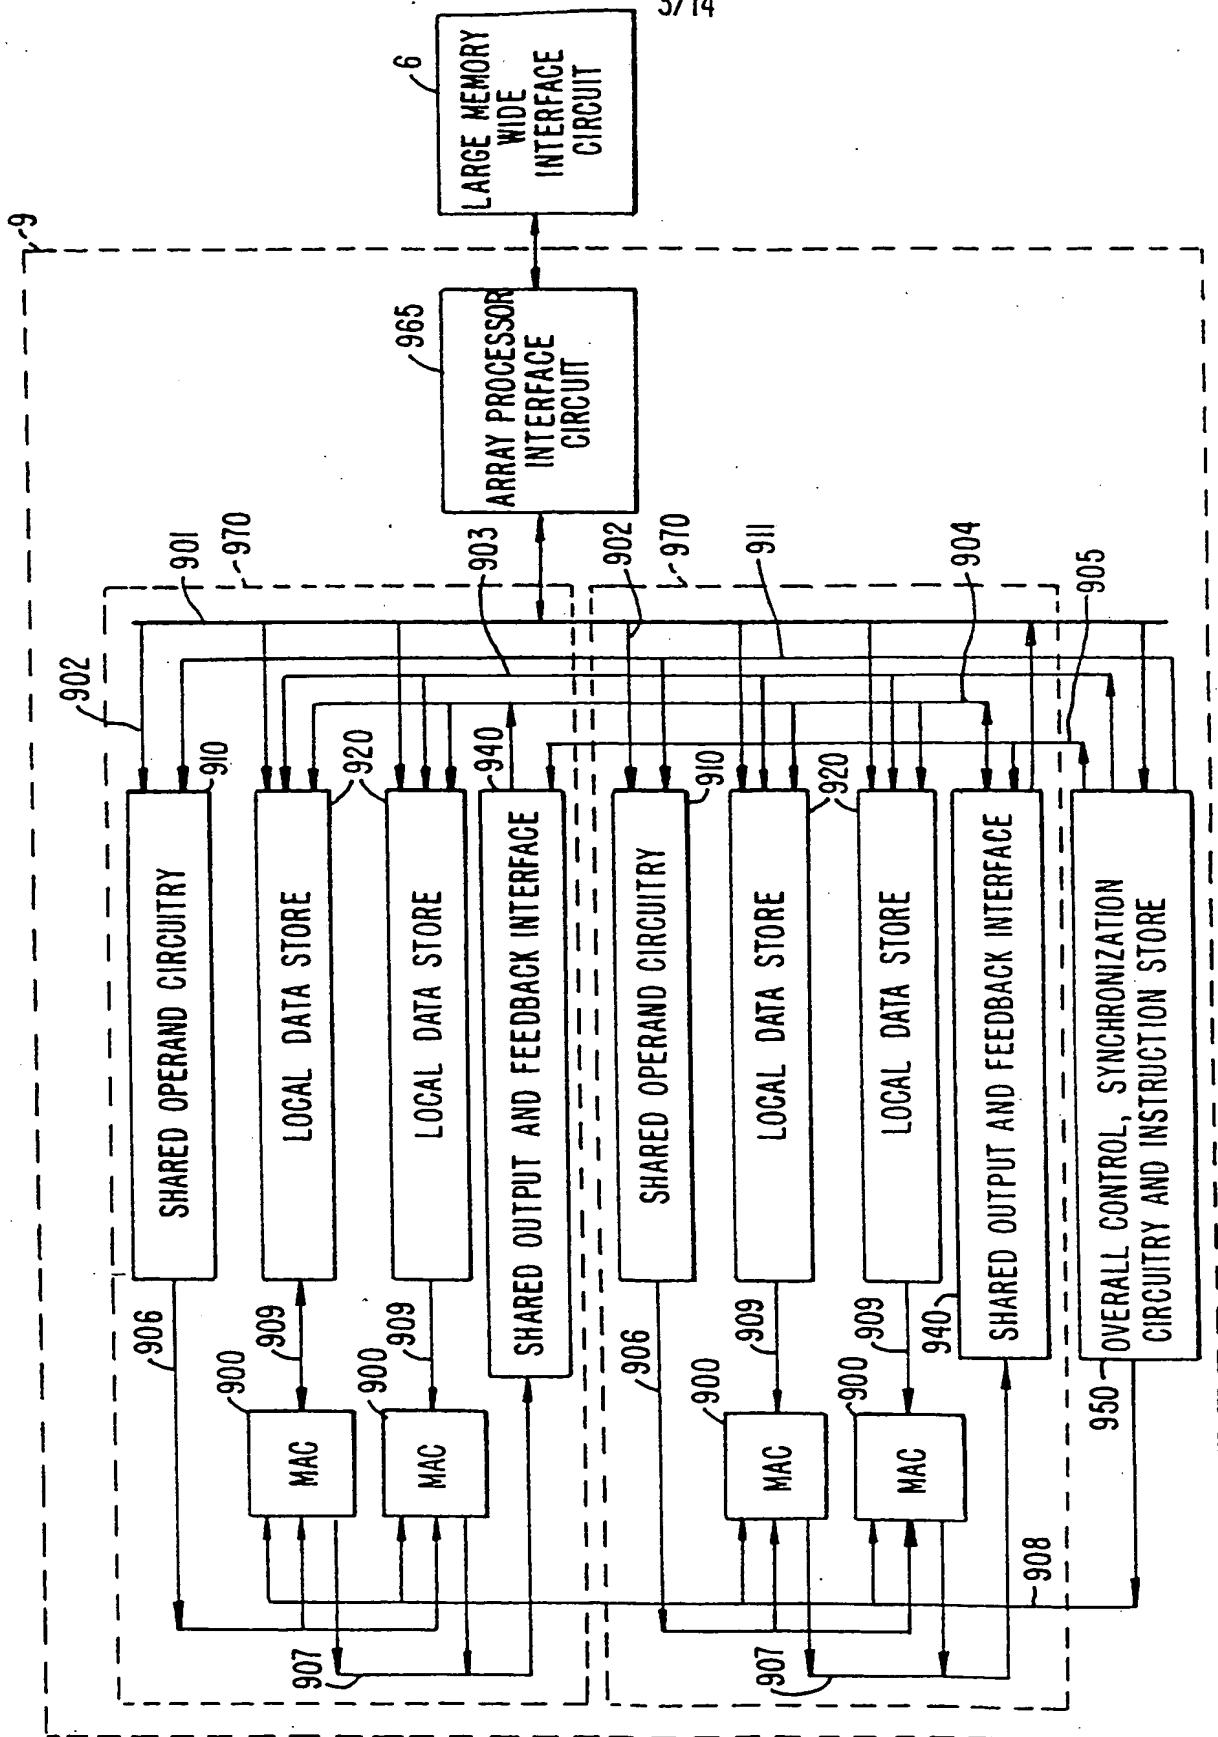 3/14
6
LARGE MEMORY
WIDE
INTERFACE
CIRCUIT
9
965
ARRAY PROCESSOR
INTERFACE
CIRCUIT
970
901
902
903
970
902
911
904
905
910
SHARED OPERAND CIRCUITRY
920
LOCAL DATA STORE
LOCAL DATA STORE
940
SHARED OUTPUT AND FEEDBACK INTERFACE
910
SHARED OPERAND CIRCUITRY
920
LOCAL DATA STORE
LOCAL DATA STORE
940
SHARED OUTPUT AND FEEDBACK INTERFACE
950
OVERALL CONTROL, SYNCHRONIZATION
CIRCUITRY AND INSTRUCTION STORE
906
909
909
906
909
909
900
MAC
900
MAC
900
MAC
900
MAC
907
907
908